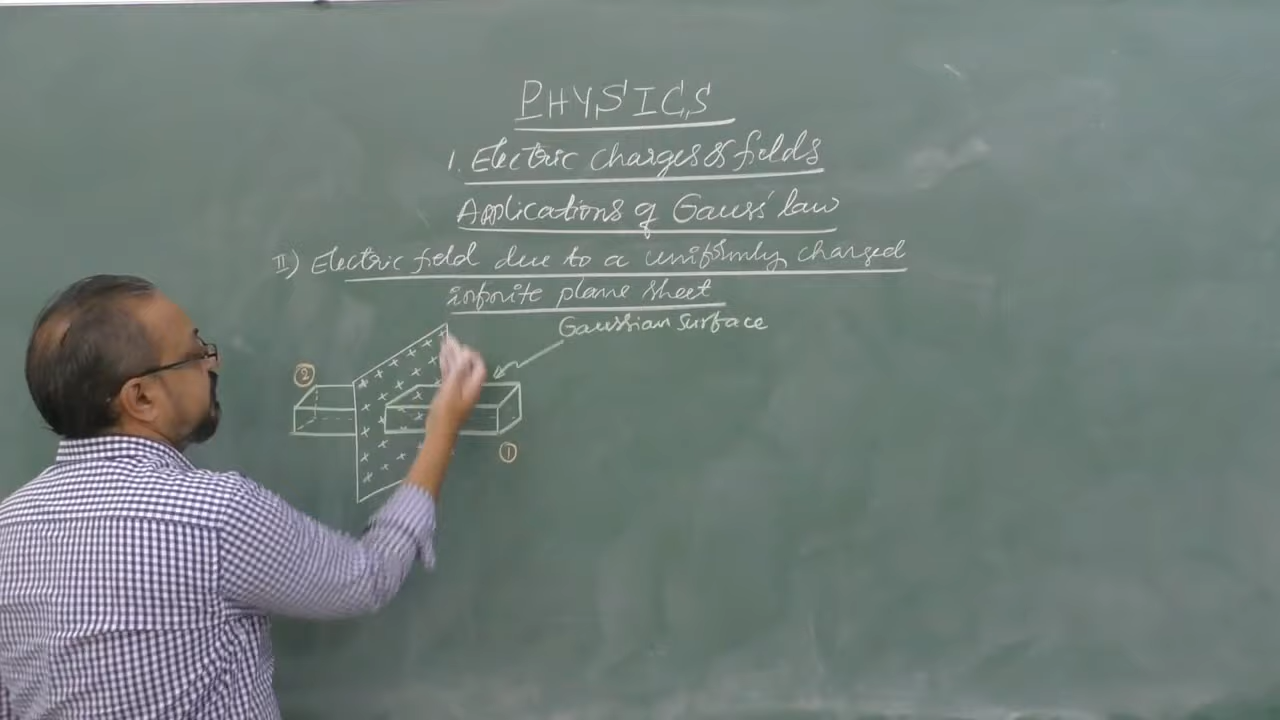 PHYSICS
1. Electric charges & fields
Applications of Gauss' law
II) Electric field due to a uniformly charged
infinite plane sheet
Gaussian surface
②
①